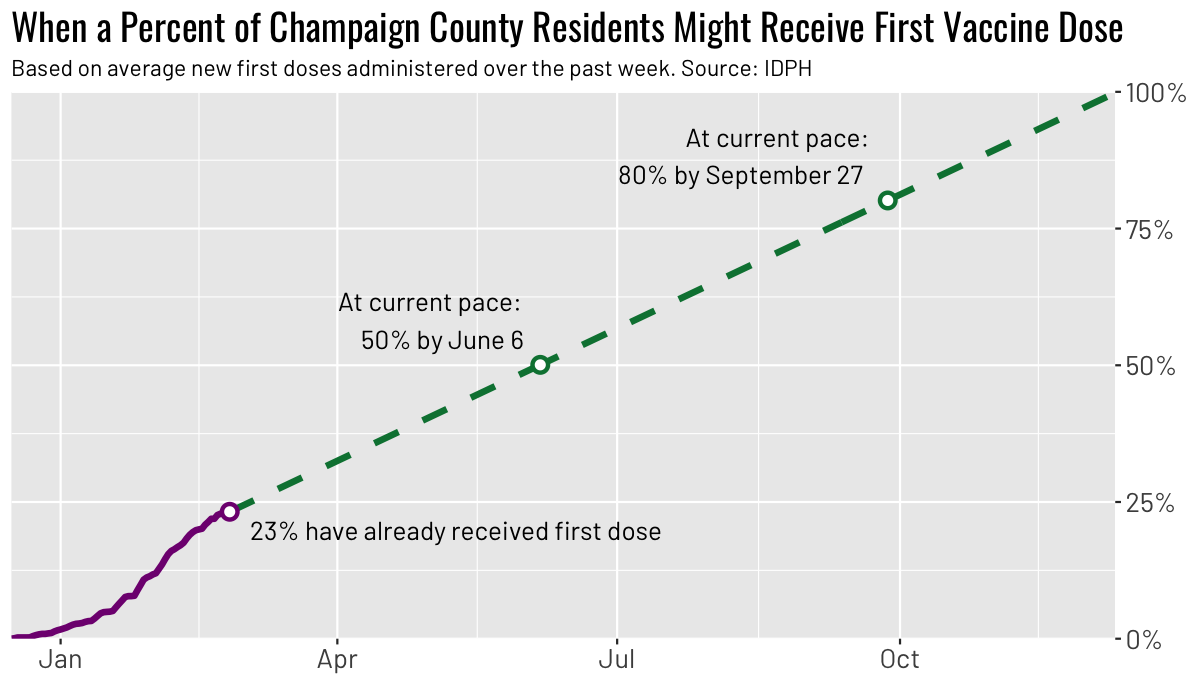 When a Percent of Champaign County Residents Might Receive First Vaccine Dose
Based on average new first doses administered over the past week. Source: IDPH
100%
At current pace:
80% by September 27
75%
At current pace:
50% by June 6
50%
25%
23% have already received first dose
0%
Jan Apr Jul Oct